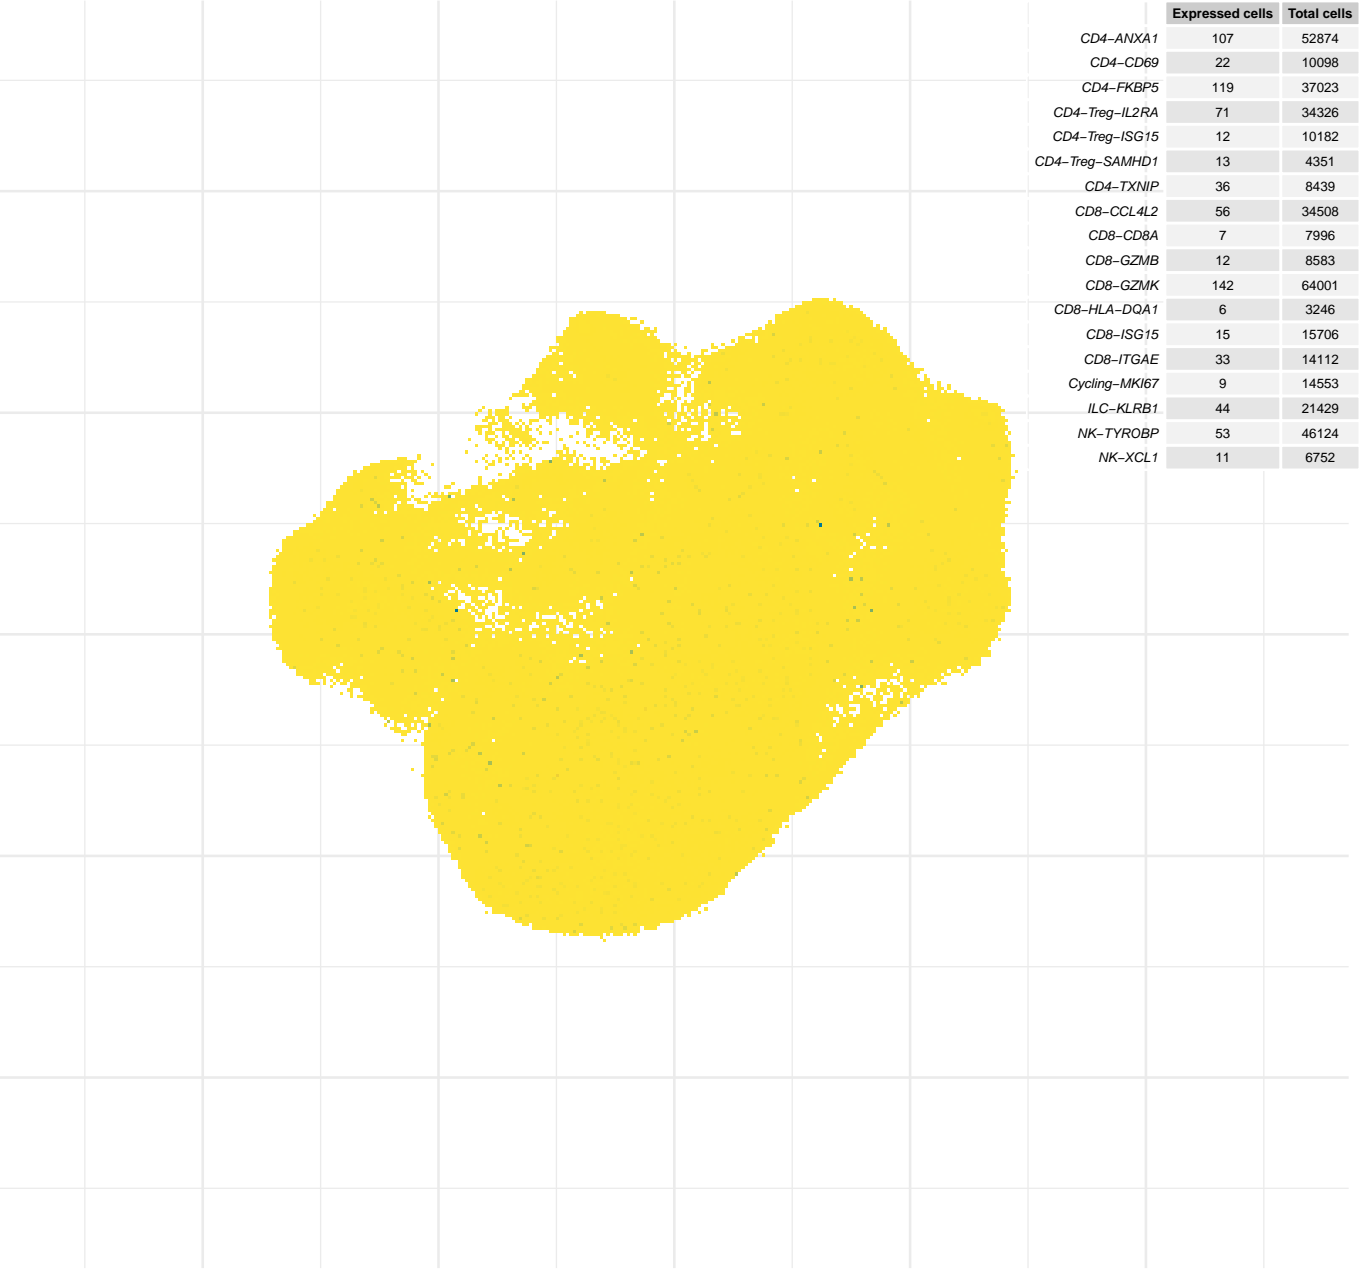 Expressed cells Total cells
CD4−ANXA1 107 52874
CD4−CD69 22 10098
CD4−FKBP5 119 37023
CD4−Treg−IL2RA 71 34326
CD4−Treg−ISG15 12 10182
CD4−Treg−SAMHD1 13 4351
CD4−TXNIP 36 8439
CD8−CCL4L2 56 34508
CD8−CD8A 7 7996
CD8−GZMB 12 8583
CD8−GZMK 142 64001
CD8−HLA−DQA1 6 3246
CD8−ISG15 15 15706
CD8−ITGAE 33 14112
Cycling−MKI67 9 14553
ILC−KLRB1 44 21429
NK−TYROBP 53 46124
NK−XCL1 11 6752